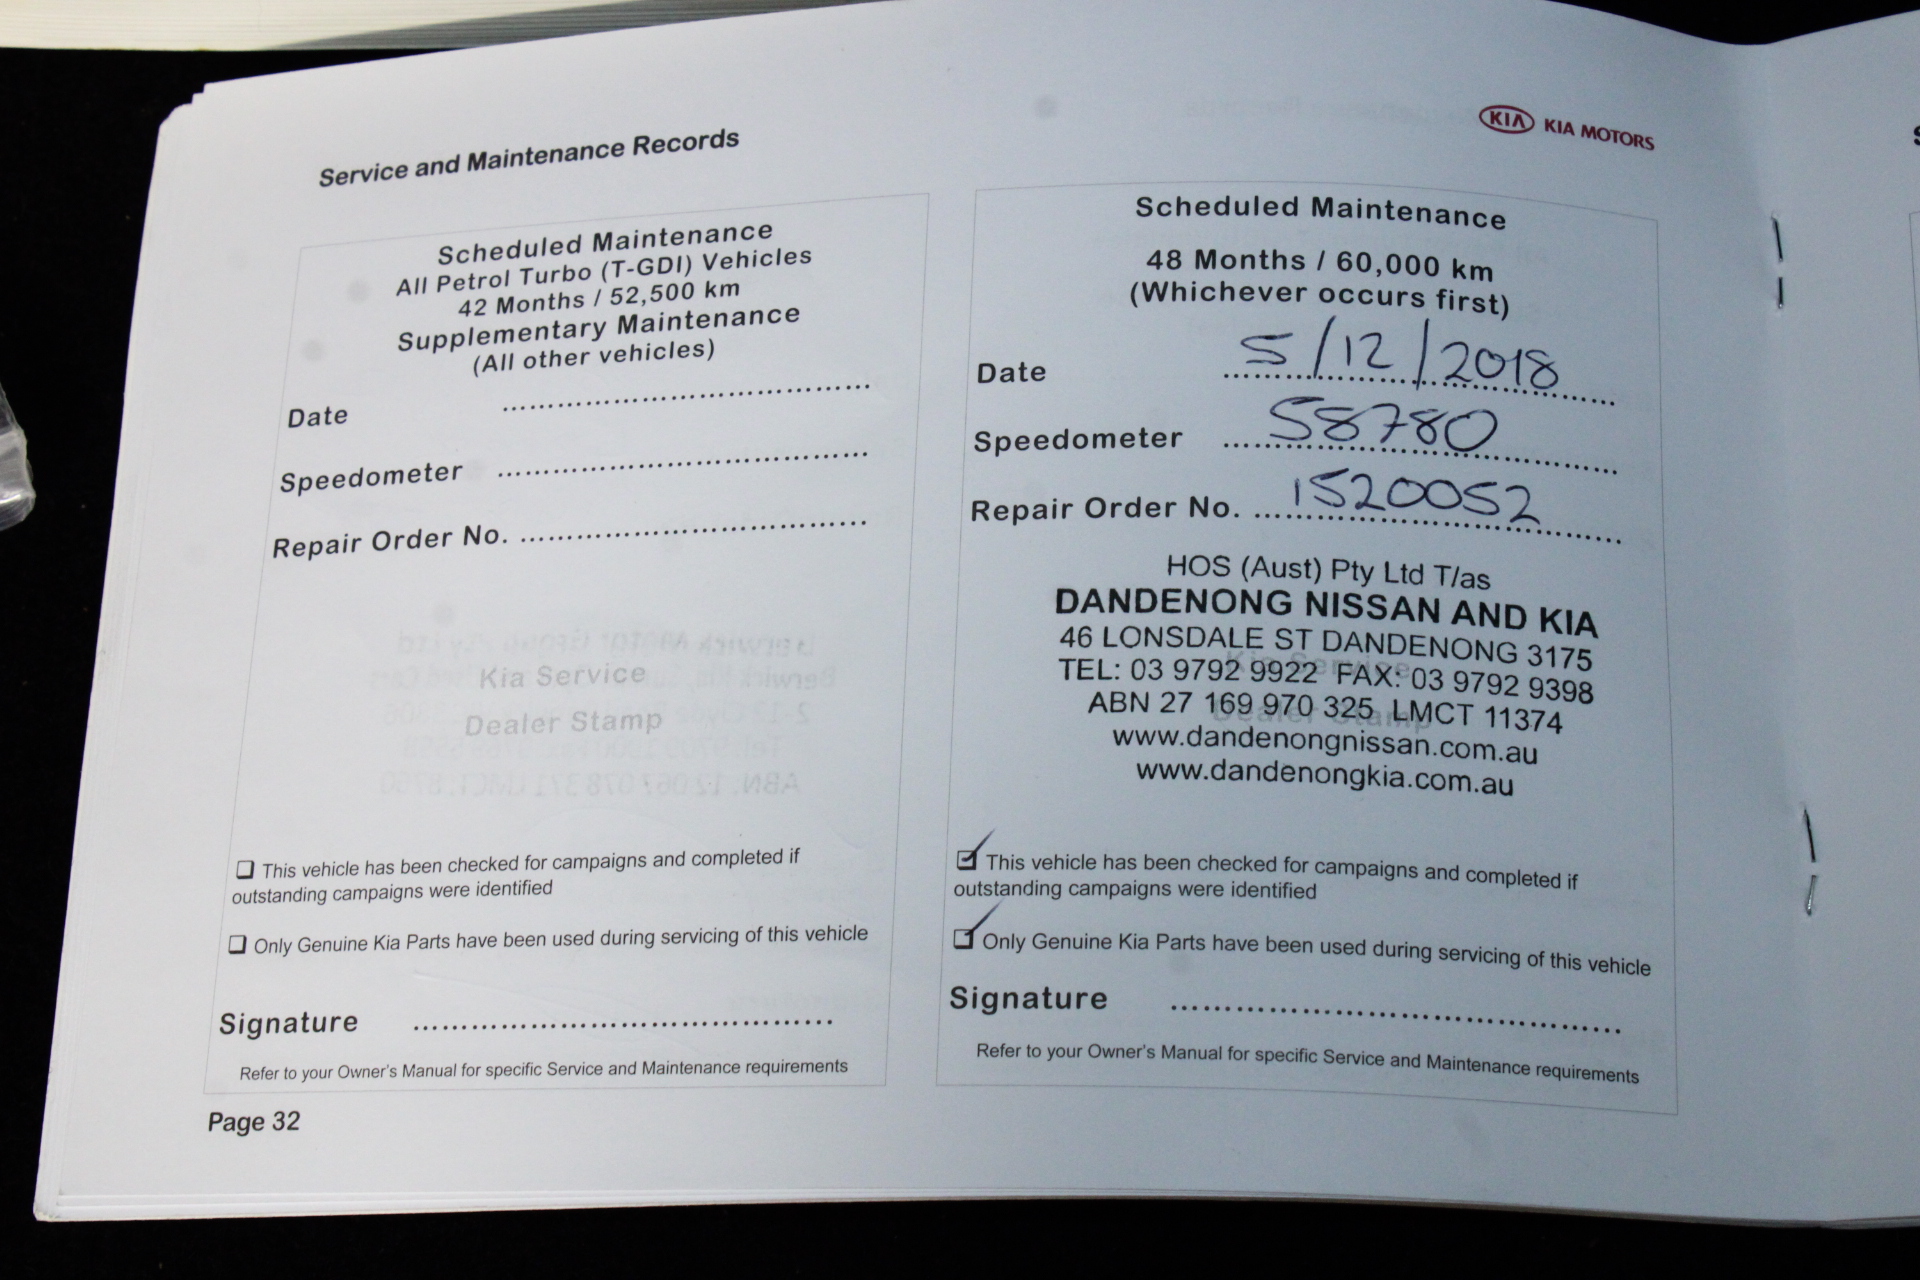 Service and Maintenance Records
KIA KIA MOTORS
Scheduled Maintenance
All Petrol Turbo (T-GDI) Vehicles
42 Months / 52,500 km
Supplementary Maintenance
(All other vehicles)
Date ........................................
Speedometer ........................................
Repair Order No. ........................................
Kia Service
Dealer Stamp
❑ This vehicle has been checked for campaigns and completed if
outstanding campaigns were identified
❑ Only Genuine Kia Parts have been used during servicing of this vehicle
Signature ........................................
Refer to your Owner's Manual for specific Service and Maintenance requirements
Page 32
Scheduled Maintenance
48 Months / 60,000 km
(Whichever occurs first)
Date 5/12/2018
Speedometer 58780
Repair Order No. 1520052
HOS (Aust) Pty Ltd T/as
DANDENONG NISSAN AND KIA
46 LONSDALE ST DANDENONG 3175
Kia Service
TEL: 03 9792 9922 FAX: 03 9792 9398
ABN 27 169 970 325 LMCT 11374
Dealer Stamp
www.dandenongnissan.com.au
www.dandenongkia.com.au
☑ This vehicle has been checked for campaigns and completed if
outstanding campaigns were identified
☑ Only Genuine Kia Parts have been used during servicing of this vehicle
Signature ........................................
Refer to your Owner's Manual for specific Service and Maintenance requirements